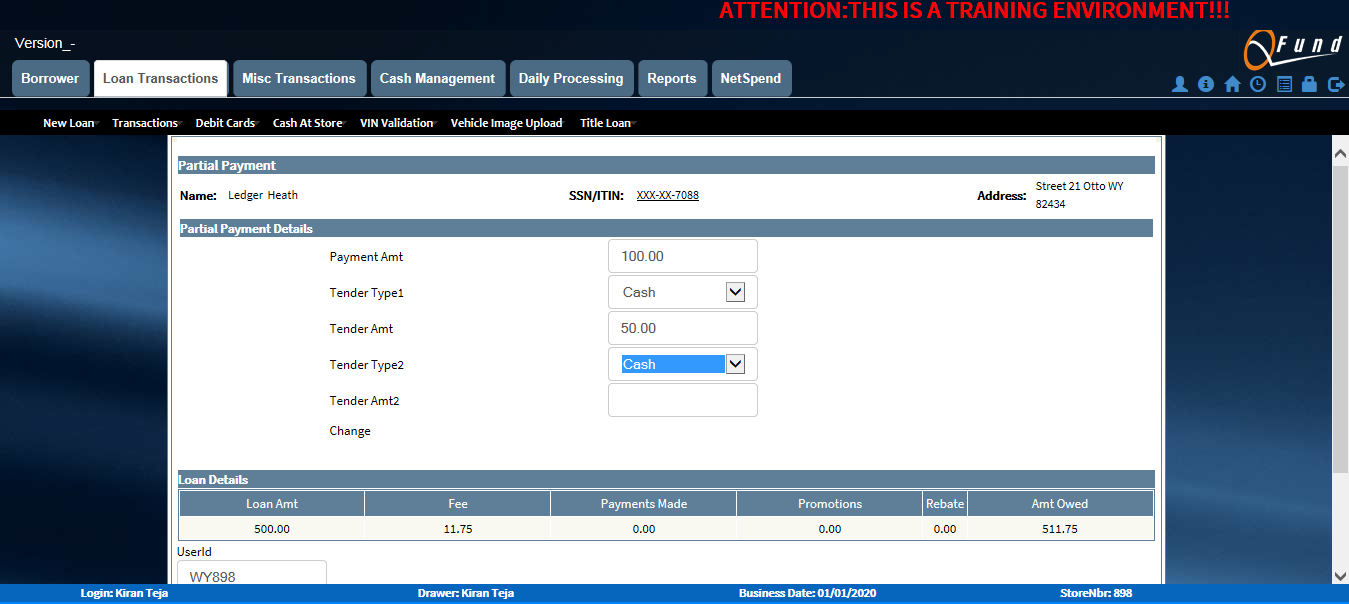 ATTENTION:THIS IS A TRAINING ENVIRONMENT!!!
Version_-
QFund
Borrower Loan Transactions Misc Transactions Cash Management Daily Processing Reports NetSpend
New Loan Transactions Debit Cards Cash At Store VIN Validation Vehicle Image Upload Title Loan
Partial Payment
Name: Ledger Heath SSN/ITIN: XXX-XX-7088 Address: Street 21 Otto WY
82434
Partial Payment Details
Payment Amt 100.00
Tender Type1 Cash
Tender Amt 50.00
Tender Type2 Cash
Tender Amt2
Change
Loan Details
Loan Amt Fee Payments Made Promotions Rebate Amt Owed
500.00 11.75 0.00 0.00 0.00 511.75
UserId
WY898
Login: Kiran Teja Drawer: Kiran Teja Business Date: 01/01/2020 StoreNbr: 898